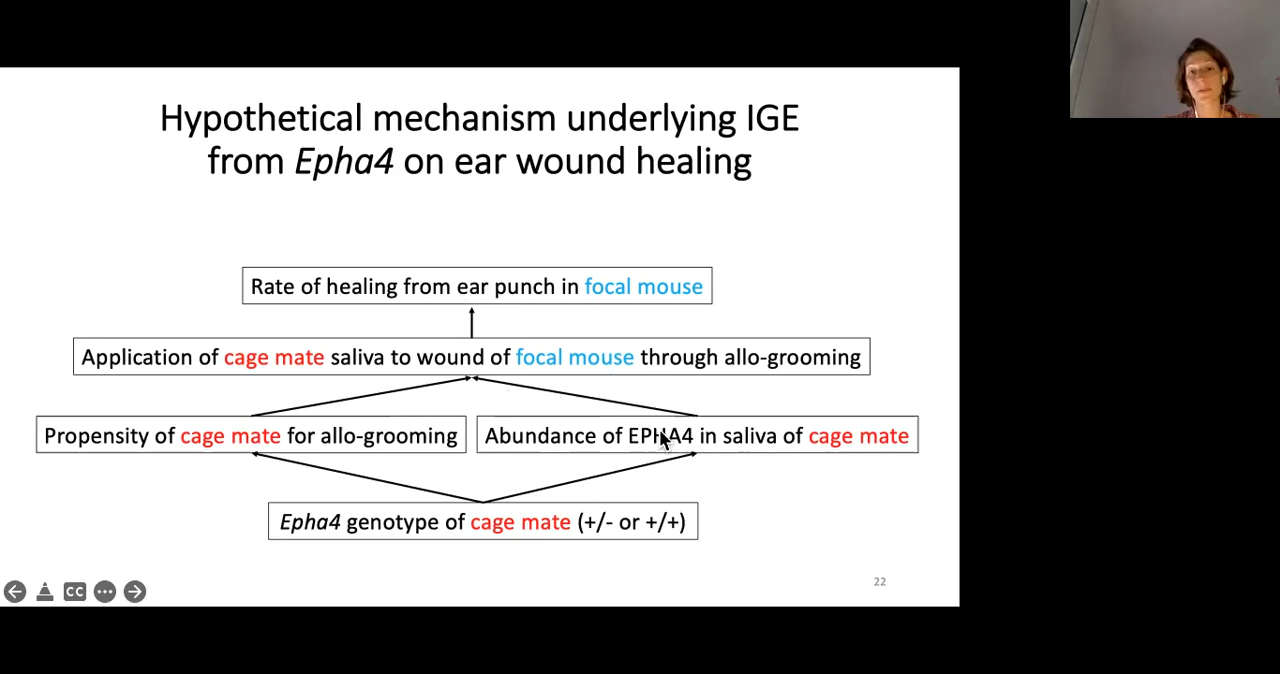 Hypothetical mechanism underlying IGE
from Epha4 on ear wound healing
Rate of healing from ear punch in focal mouse
Application of cage mate saliva to wound of focal mouse through allo-grooming
Propensity of cage mate for allo-grooming
Abundance of EPHA4 in saliva of cage mate
Epha4 genotype of cage mate (+/- or +/+)
22
CC